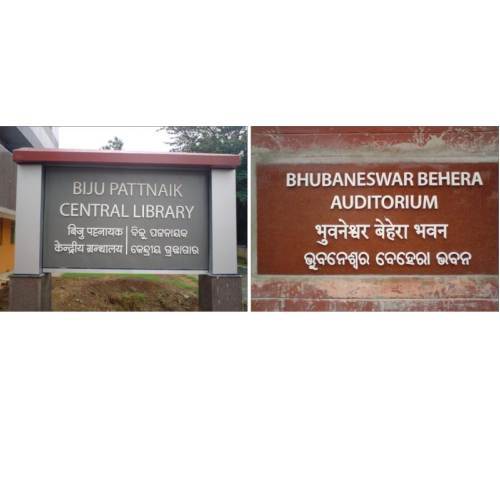 BIJU PATTNAIK
CENTRAL LIBRARY
बिजु पट्टनायक | ବିଜୁ ପଟ୍ଟନାୟକ
केन्द्रीय ग्रन्थालय | କେନ୍ଦ୍ରୀୟ ଗ୍ରନ୍ଥାଗାର
BHUBANESWAR BEHERA
AUDITORIUM
भुवनेश्वर बेहेरा भवन
ଭୁବନେଶ୍ୱର ବେହେରା ଭବନ